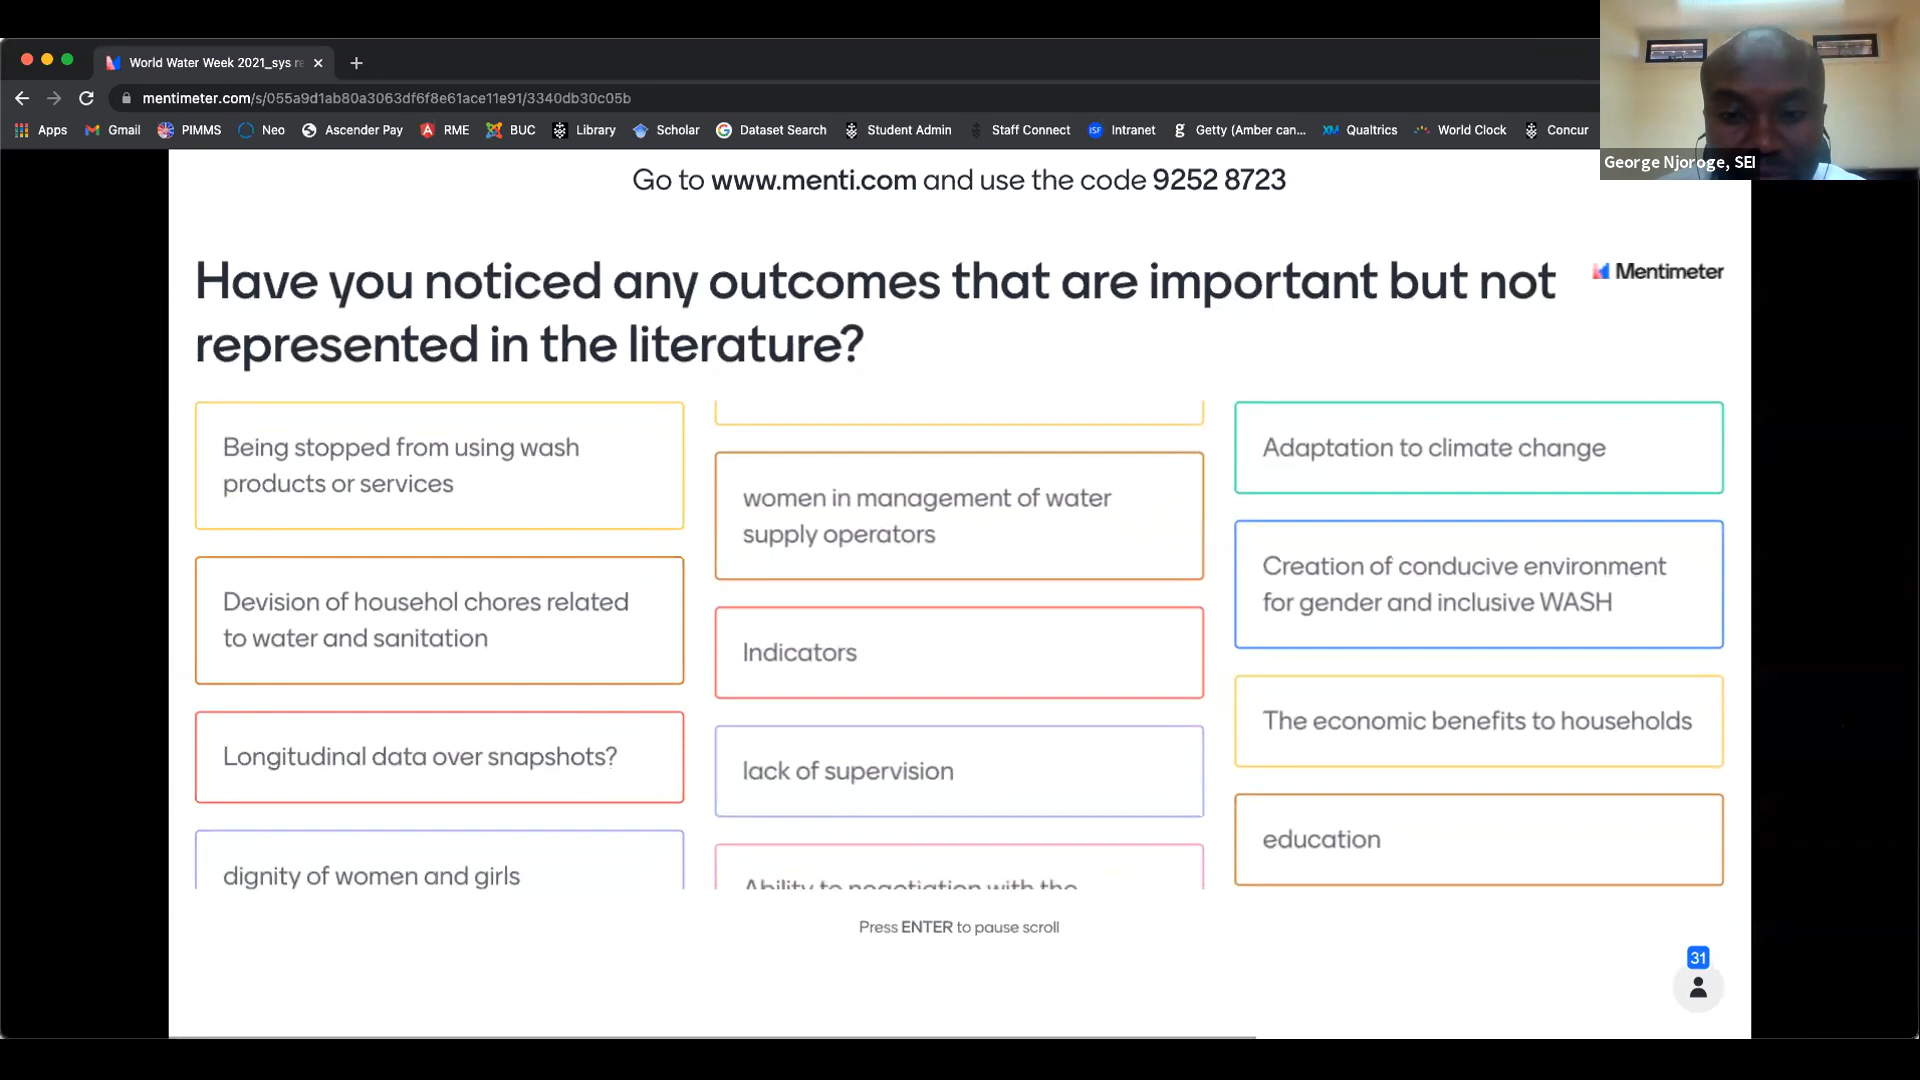 World Water Week 2021_sys re
mentimeter.com/s/055a9d1ab80a3063df6f8e61ace11e91/3340db30c05b
Apps Gmail PIMMS Neo Ascender Pay RME BUC Library Scholar Dataset Search Student Admin Staff Connect Intranet Getty (Amber can... Qualtrics World Clock Concur
George Njoroge, SEI
Go to www.menti.com and use the code 9252 8723
Have you noticed any outcomes that are important but not
represented in the literature?
Mentimeter
Being stopped from using wash
products or services
Devision of househol chores related
to water and sanitation
Longitudinal data over snapshots?
dignity of women and girls
women in management of water
supply operators
Indicators
lack of supervision
Ability to negotiation with the
Adaptation to climate change
Creation of conducive environment
for gender and inclusive WASH
The economic benefits to households
education
Press ENTER to pause scroll
31